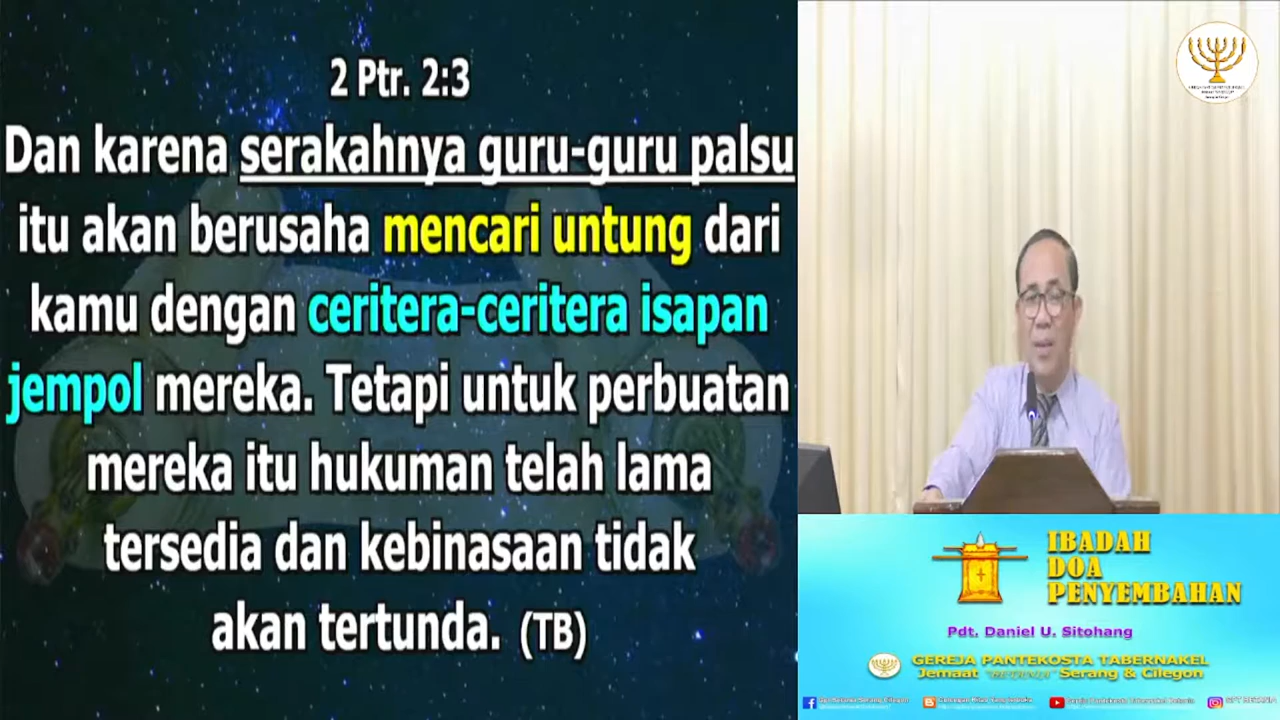 2 Ptr. 2:3
Dan karena serakahnya guru-guru palsu
itu akan berusaha mencari untung dari
kamu dengan ceritera-ceritera isapan
jempol mereka. Tetapi untuk perbuatan
mereka itu hukuman telah lama
tersedia dan kebinasaan tidak
akan tertunda. (TB)
IBADAH
DOA
PENYEMBAHAN
Pdt. Daniel U. Sitohang
GEREJA PANTEKOSTA TABERNAKEL
Jemaat "BETANIA" Serang & Cilegon